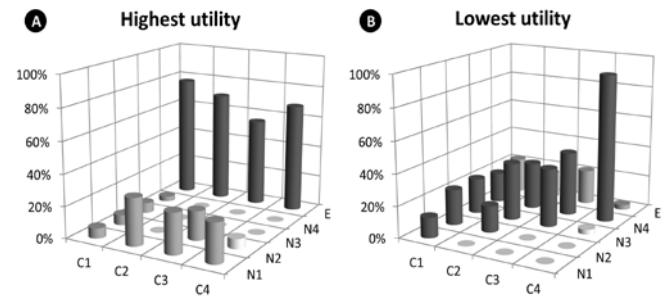 A Highest utility
100%
80%
60%
40%
20%
0%
C1
C2
C3
C4
N1
N2
N3
N4
E
B Lowest utility
100%
80%
60%
40%
20%
0%
C1
C2
C3
C4
N1
N2
N3
N4
E